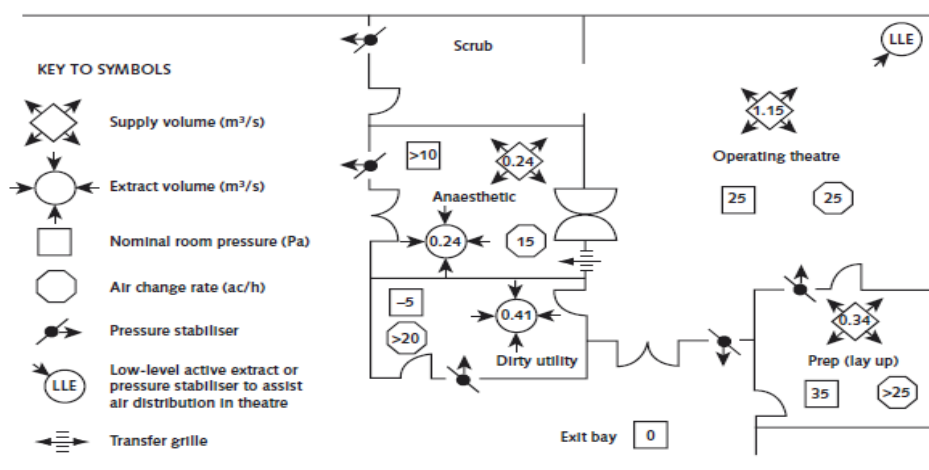 KEY TO SYMBOLS
Supply volume (m³/s)
Extract volume (m³/s)
Nominal room pressure (Pa)
Air change rate (ac/h)
Pressure stabiliser
LLE
Low-level active extract or
pressure stabiliser to assist
air distribution in theatre
Transfer grille
Scrub
LLE
>10
0.24
Anaesthetic
0.24
15
1.15
Operating theatre
25
25
–5
>20
0.41
Dirty utility
0.34
Prep (lay up)
35
>25
Exit bay
0